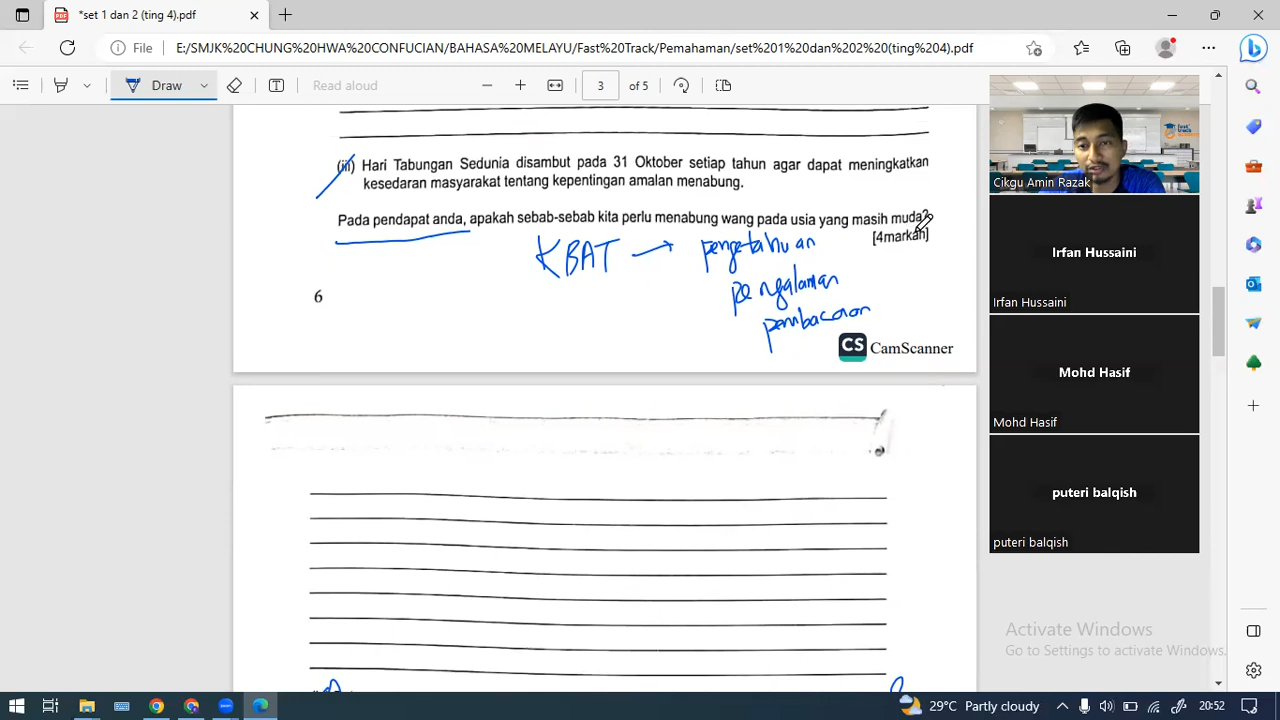 *set 1 dan 2 (ting 4).pdf
File
E:/SMJK%20CHUNG%20HWA%20CONFUCIAN/BAHASA%20MELAYU/Fast%20Track/Pemahaman/set%201%20dan%202%20(ting%204).pdf
Draw
Read aloud
3
of 5
(iii) Hari Tabungan Sedunia disambut pada 31 Oktober setiap tahun agar dapat meningkatkan
kesedaran masyarakat tentang kepentingan amalan menabung.
Pada pendapat anda, apakah sebab-sebab kita perlu menabung wang pada usia yang masih muda?
[4markah]
KBAT → pengetahuan
pengalaman
pembacaan
6
CS CamScanner
Cikgu Amin Razak
Irfan Hussaini
Irfan Hussaini
Mohd Hasif
Mohd Hasif
puteri balqish
puteri balqish
Activate Windows
Go to Settings to activate Windows.
29°C Partly cloudy
20:52